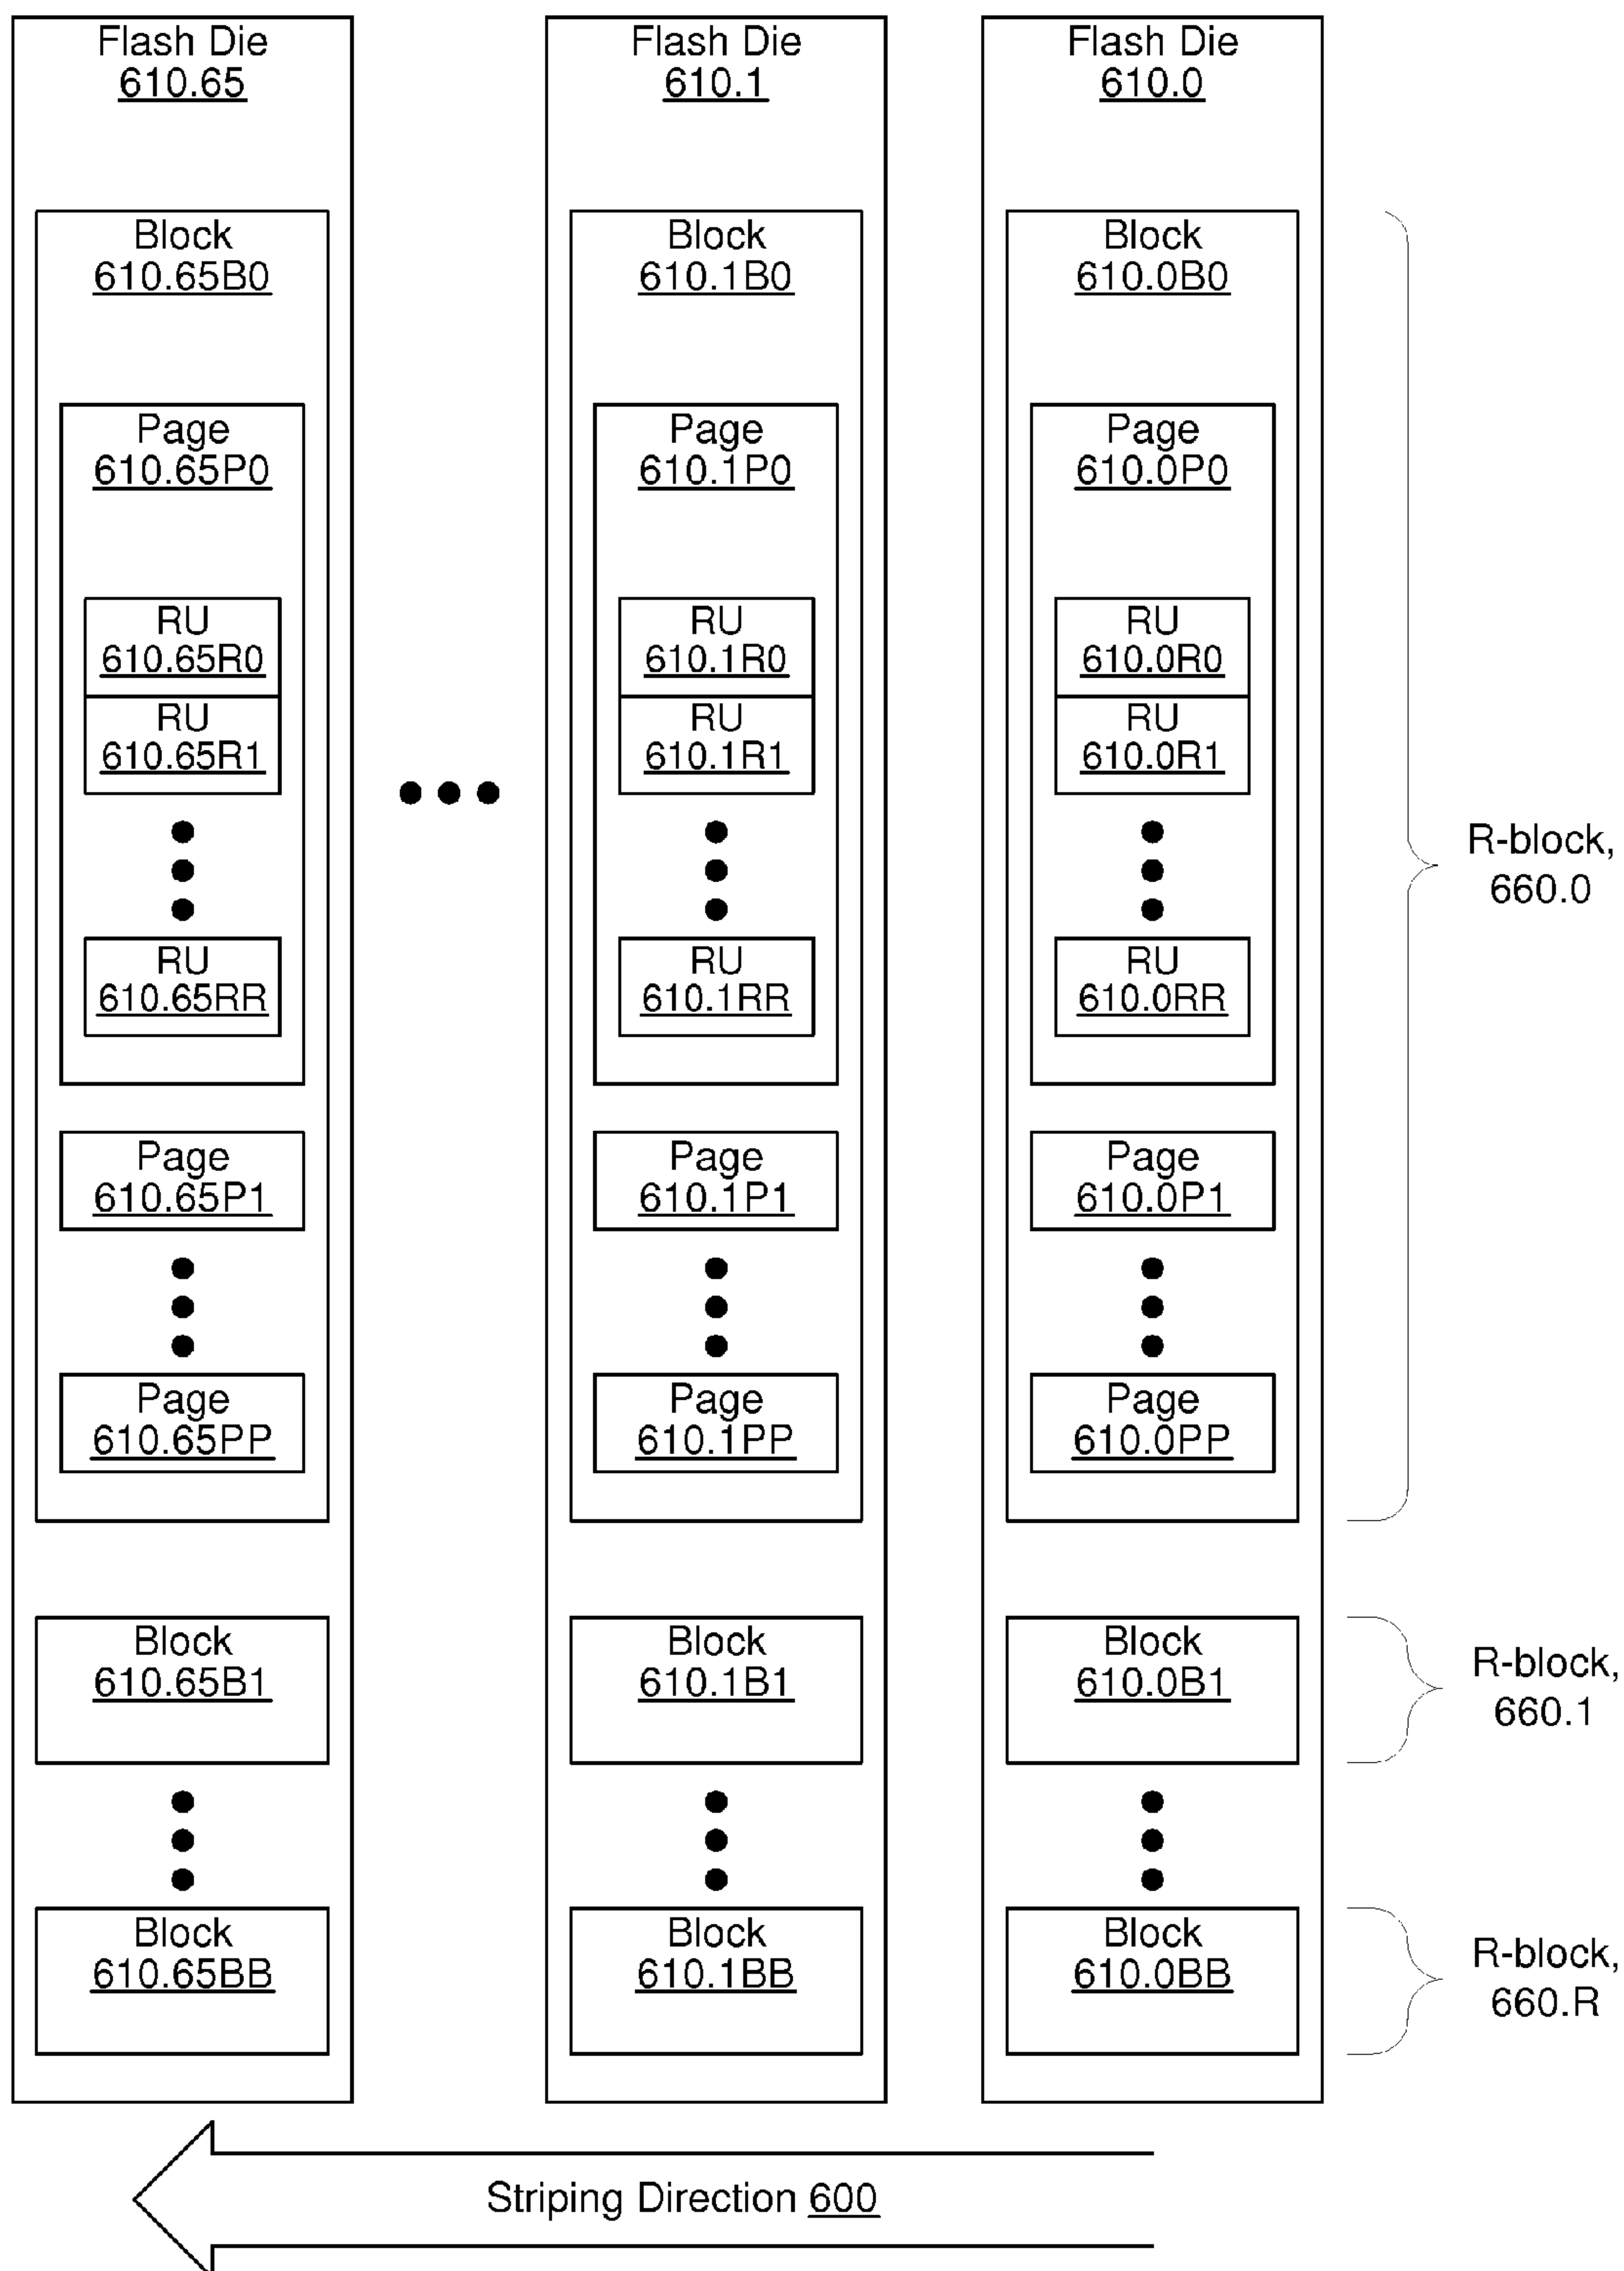 Flash Die
610.65
Flash Die
610.1
Flash Die
610.0
Block
610.65B0
Block
610.1B0
Block
610.0B0
Page
610.65P0
Page
610.1P0
Page
610.0P0
RU
610.65R0
RU
610.1R0
RU
610.0R0
RU
610.65R1
RU
610.1R1
RU
610.0R1
R-block,
660.0
RU
610.65RR
RU
610.1RR
RU
610.0RR
Page
610.65P1
Page
610.1P1
Page
610.0P1
Page
610.65PP
Page
610.1PP
Page
610.0PP
Block
610.65B1
Block
610.1B1
Block
610.0B1
R-block,
660.1
Block
610.65BB
Block
610.1BB
Block
610.0BB
R-block,
660.R
Striping Direction 600